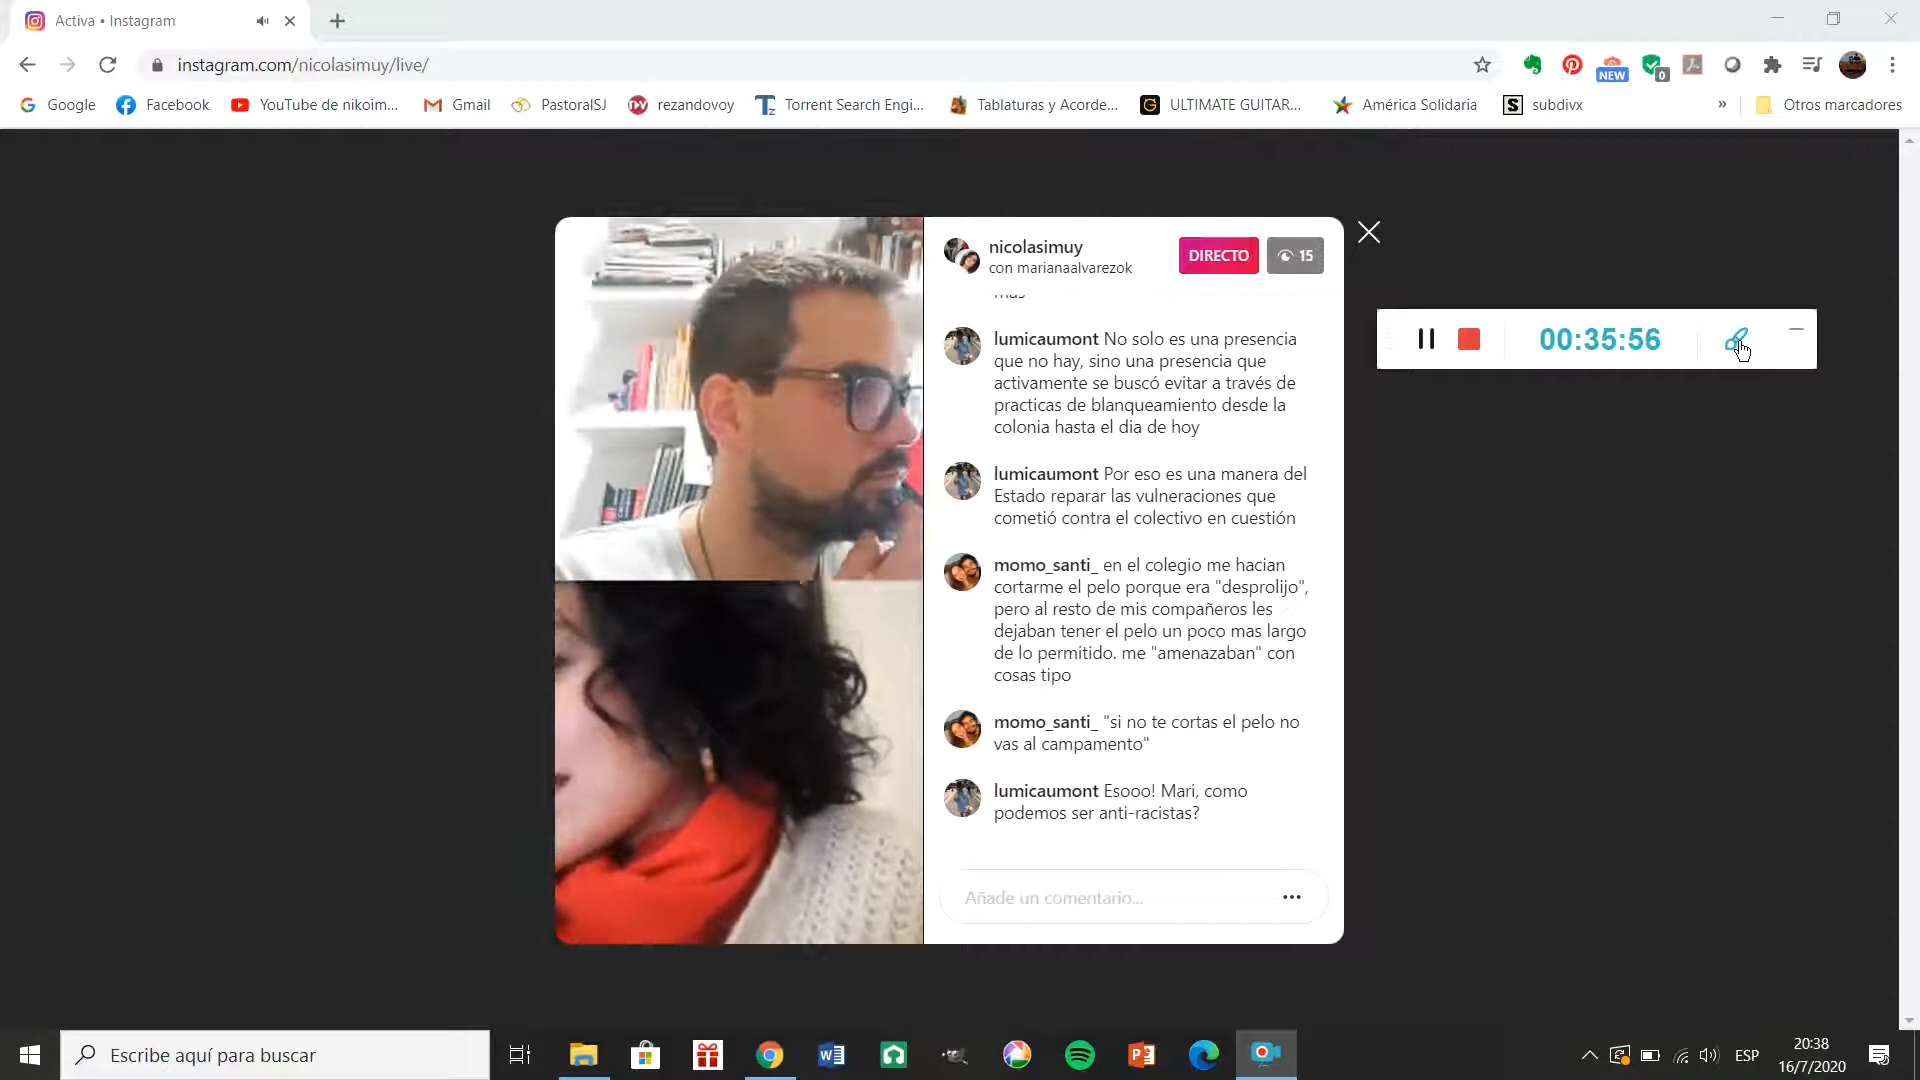 Activa • Instagram
instagram.com/nicolasimuy/live/
NEW
0
Google
Facebook
YouTube de nikoim...
Gmail
PastoralSJ
rezandovoy
Torrent Search Engi...
Tablaturas y Acorde...
ULTIMATE GUITAR...
América Solidaria
subdivx
»
Otros marcadores
nicolasimuy
con marianaalvarezok
DIRECTO
15
mas
lumicaumont No solo es una presencia
que no hay, sino una presencia que
activamente se buscó evitar a través de
practicas de blanqueamiento desde la
colonia hasta el dia de hoy
lumicaumont Por eso es una manera del
Estado reparar las vulneraciones que
cometió contra el colectivo en cuestión
momo_santi_ en el colegio me hacian
cortarme el pelo porque era "desprolijo",
pero al resto de mis compañeros les
dejaban tener el pelo un poco mas largo
de lo permitido. me "amenazaban" con
cosas tipo
momo_santi_ "si no te cortas el pelo no
vas al campamento"
lumicaumont Esooo! Mari, como
podemos ser anti-racistas?
Añade un comentario...
00:35:56
Escribe aquí para buscar
ESP
20:38
16/7/2020